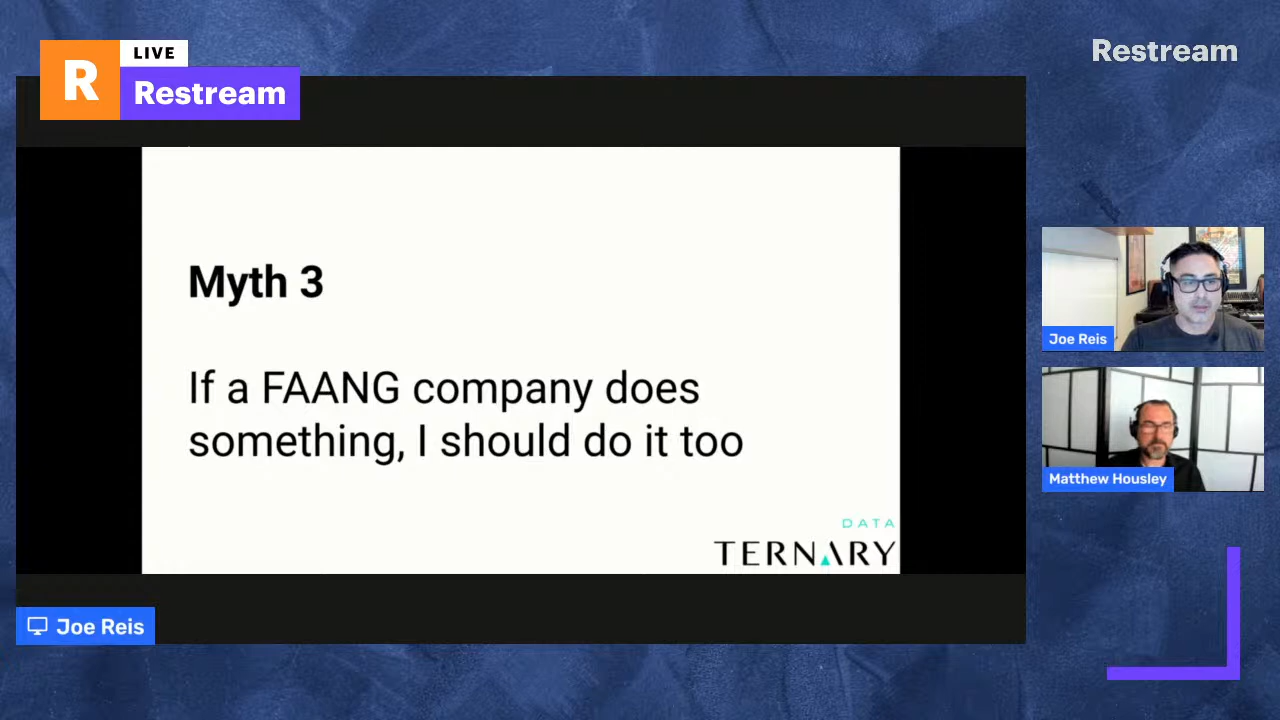 R
LIVE
Restream
Restream
Myth 3
If a FAANG company does
something, I should do it too
DATA
TERNARY
Joe Reis
Matthew Housley
Joe Reis